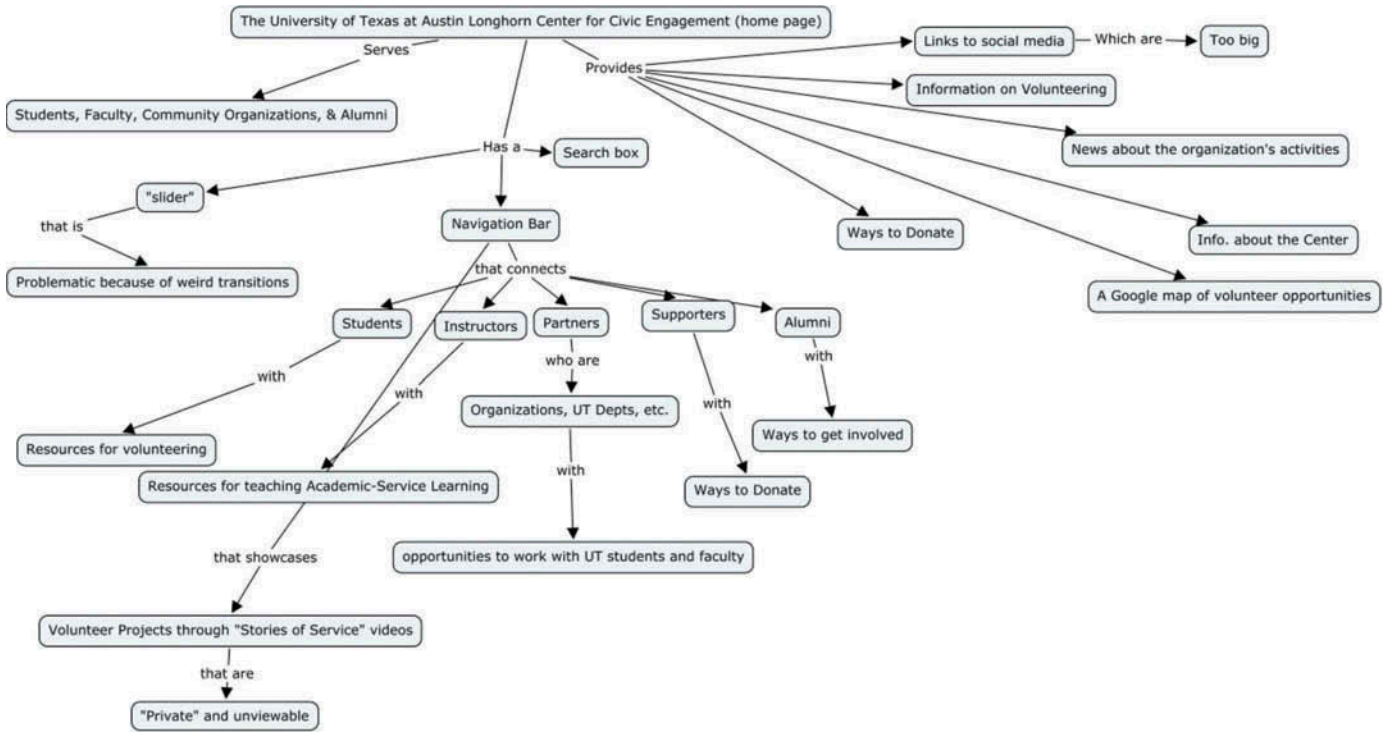 The University of Texas at Austin Longhorn Center for Civic Engagement (home page)
Serves
Provides
Links to social media
Which are
Too big
Information on Volunteering
Students, Faculty, Community Organizations, & Alumni
News about the organization's activities
Has a
Search box
"slider"
that is
Problematic because of weird transitions
Navigation Bar
Ways to Donate
Info. about the Center
A Google map of volunteer opportunities
that connects
Students
Instructors
Partners
Supporters
Alumni
with
with
who are
with
with
Resources for volunteering
Organizations, UT Depts, etc.
Ways to get involved
Resources for teaching Academic-Service Learning
with
Ways to Donate
that showcases
opportunities to work with UT students and faculty
Volunteer Projects through "Stories of Service" videos
that are
"Private" and unviewable